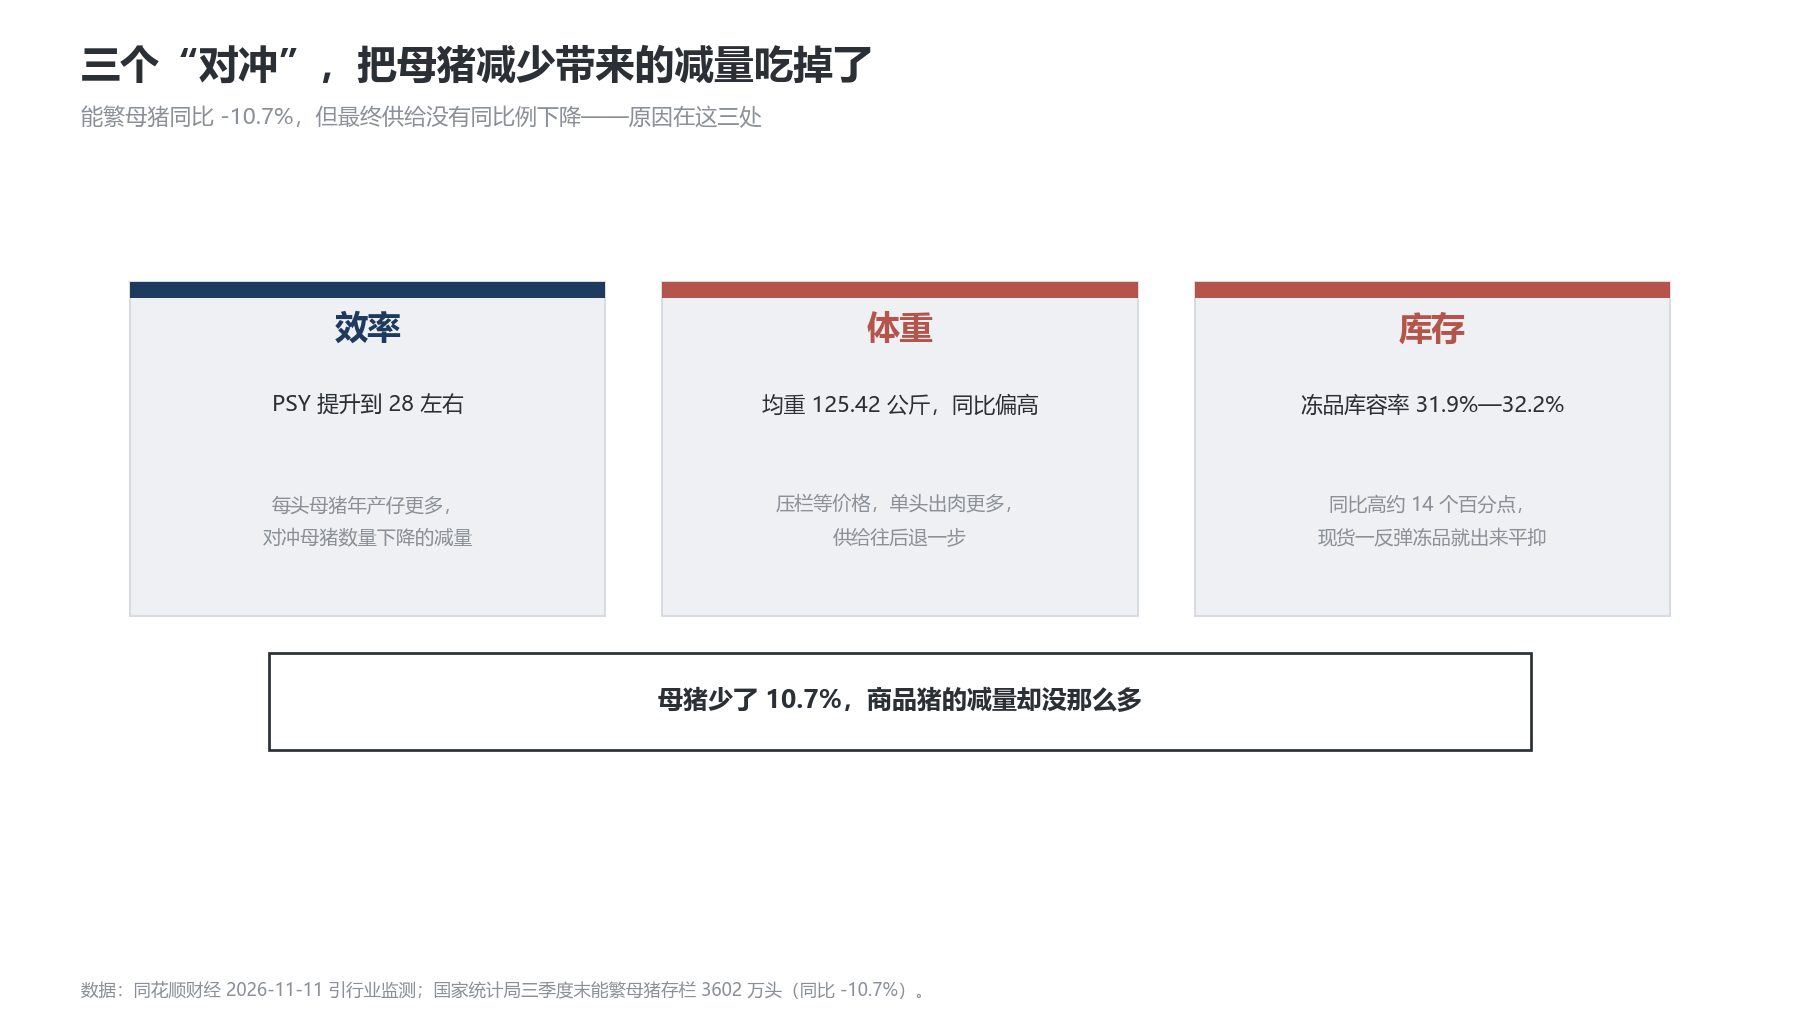 三个“对冲”，把母猪减少带来的减量吃掉了
能繁母猪同比 -10.7%，但最终供给没有同比例下降——原因在这三处
效率
PSY 提升到 28 左右
每头母猪年产仔更多，
对冲母猪数量下降的减量
体重
均重 125.42 公斤，同比偏高
压栏等价格，单头出肉更多，
供给往后退一步
库存
冻品库容率 31.9%—32.2%
同比高约 14 个百分点，
现货一反弹冻品就出来平抑
母猪少了 10.7%，商品猪的减量却没那么多
数据：同花顺财经 2026-11-11 引行业监测；国家统计局三季度末能繁母猪存栏 3602 万头（同比 -10.7%）。